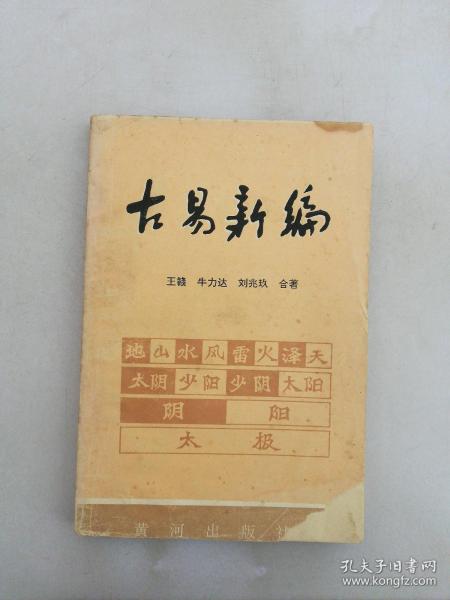 古易新编
王赣 牛力达 刘兆玖 合著
地山水风雷火泽天
太阴少阳少阴太阳
阴 阳
太极
黄河出版社
孔夫子旧书网
www.kongfz.com